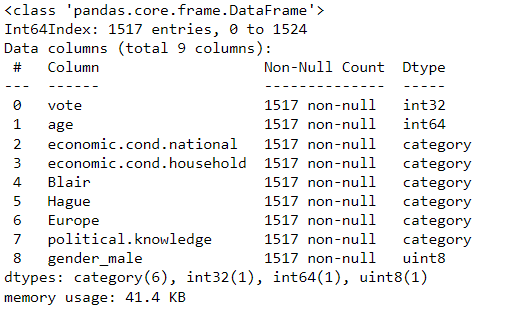 <class 'pandas.core.frame.DataFrame'>
Int64Index: 1517 entries, 0 to 1524
Data columns (total 9 columns):
 #   Column                   Non-Null Count  Dtype
---  ------                   --------------  -----
 0   vote                     1517 non-null   int32
 1   age                      1517 non-null   int64
 2   economic.cond.national   1517 non-null   category
 3   economic.cond.household  1517 non-null   category
 4   Blair                    1517 non-null   category
 5   Hague                    1517 non-null   category
 6   Europe                   1517 non-null   category
 7   political.knowledge      1517 non-null   category
 8   gender_male              1517 non-null   uint8
dtypes: category(6), int32(1), int64(1), uint8(1)
memory usage: 41.4 KB